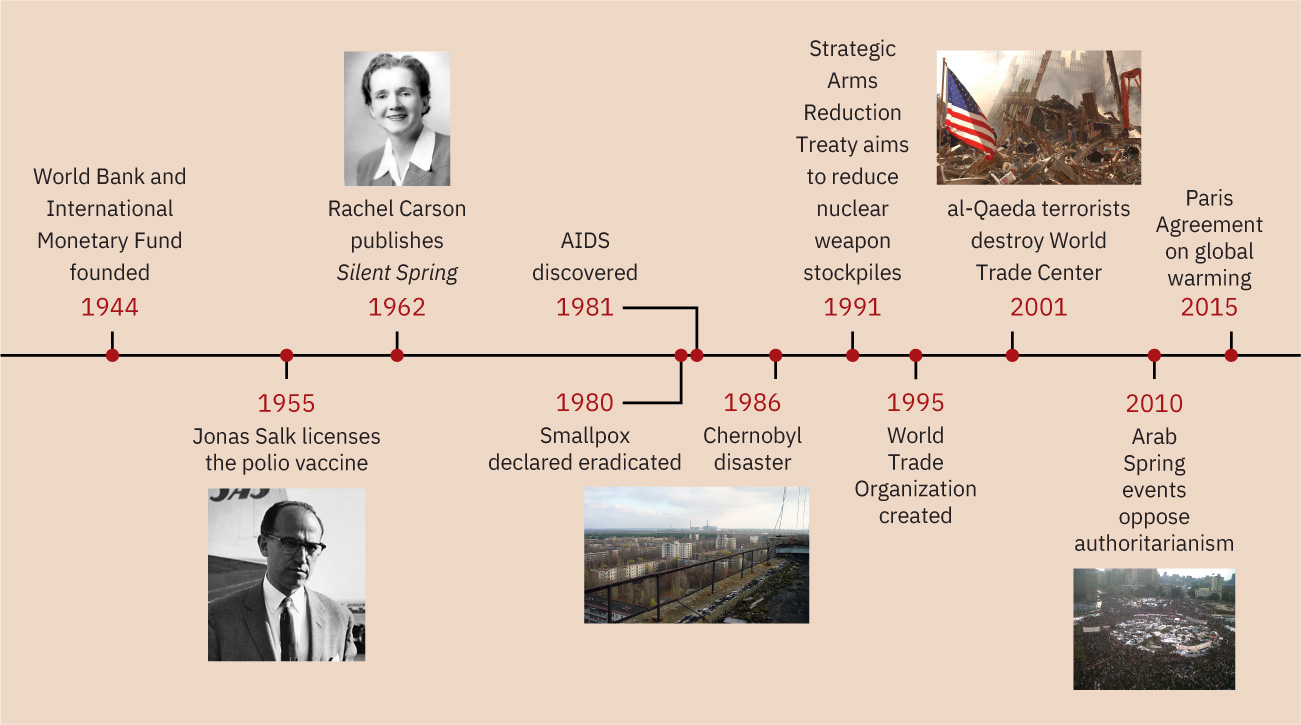 World Bank and
International
Monetary Fund
founded
1944
1955
Jonas Salk licenses
the polio vaccine
SAS
Rachel Carson
publishes
Silent Spring
1962
AIDS
discovered
1981
1980
Smallpox
declared eradicated
1986
Chernobyl
disaster
Strategic
Arms
Reduction
Treaty aims
to reduce
nuclear
weapon
stockpiles
1991
1995
World
Trade
Organization
created
al-Qaeda terrorists
destroy World
Trade Center
2001
2010
Arab
Spring
events
oppose
authoritarianism
Paris
Agreement
on global
warming
2015